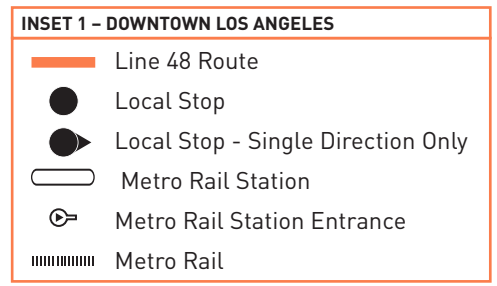 INSET 1 – DOWNTOWN LOS ANGELES
Line 48 Route
Local Stop
Local Stop - Single Direction Only
Metro Rail Station
Metro Rail Station Entrance
Metro Rail